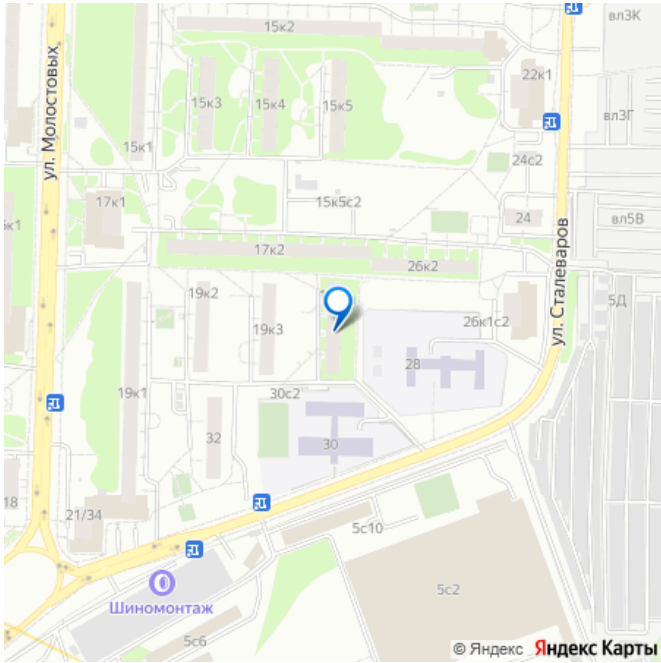 15к2
вл3К
22к1
15к3
15к4
15к5
вл3Г
ул. Молостовых
15к1
24с2
17к1
15к5с2
24
вл5В
6к1
17к2
26к2
ул. Сталеваров
19к2
5Д
19к3
26к1с2
28
19к1
30с2
32
30
18
21/34
5с10
Шиномонтаж
5с2
5с6
© Яндекс Яндекс Карты